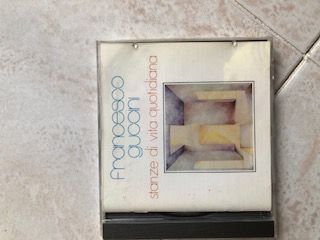 francesco
guccini
stanze di vita quotidiana